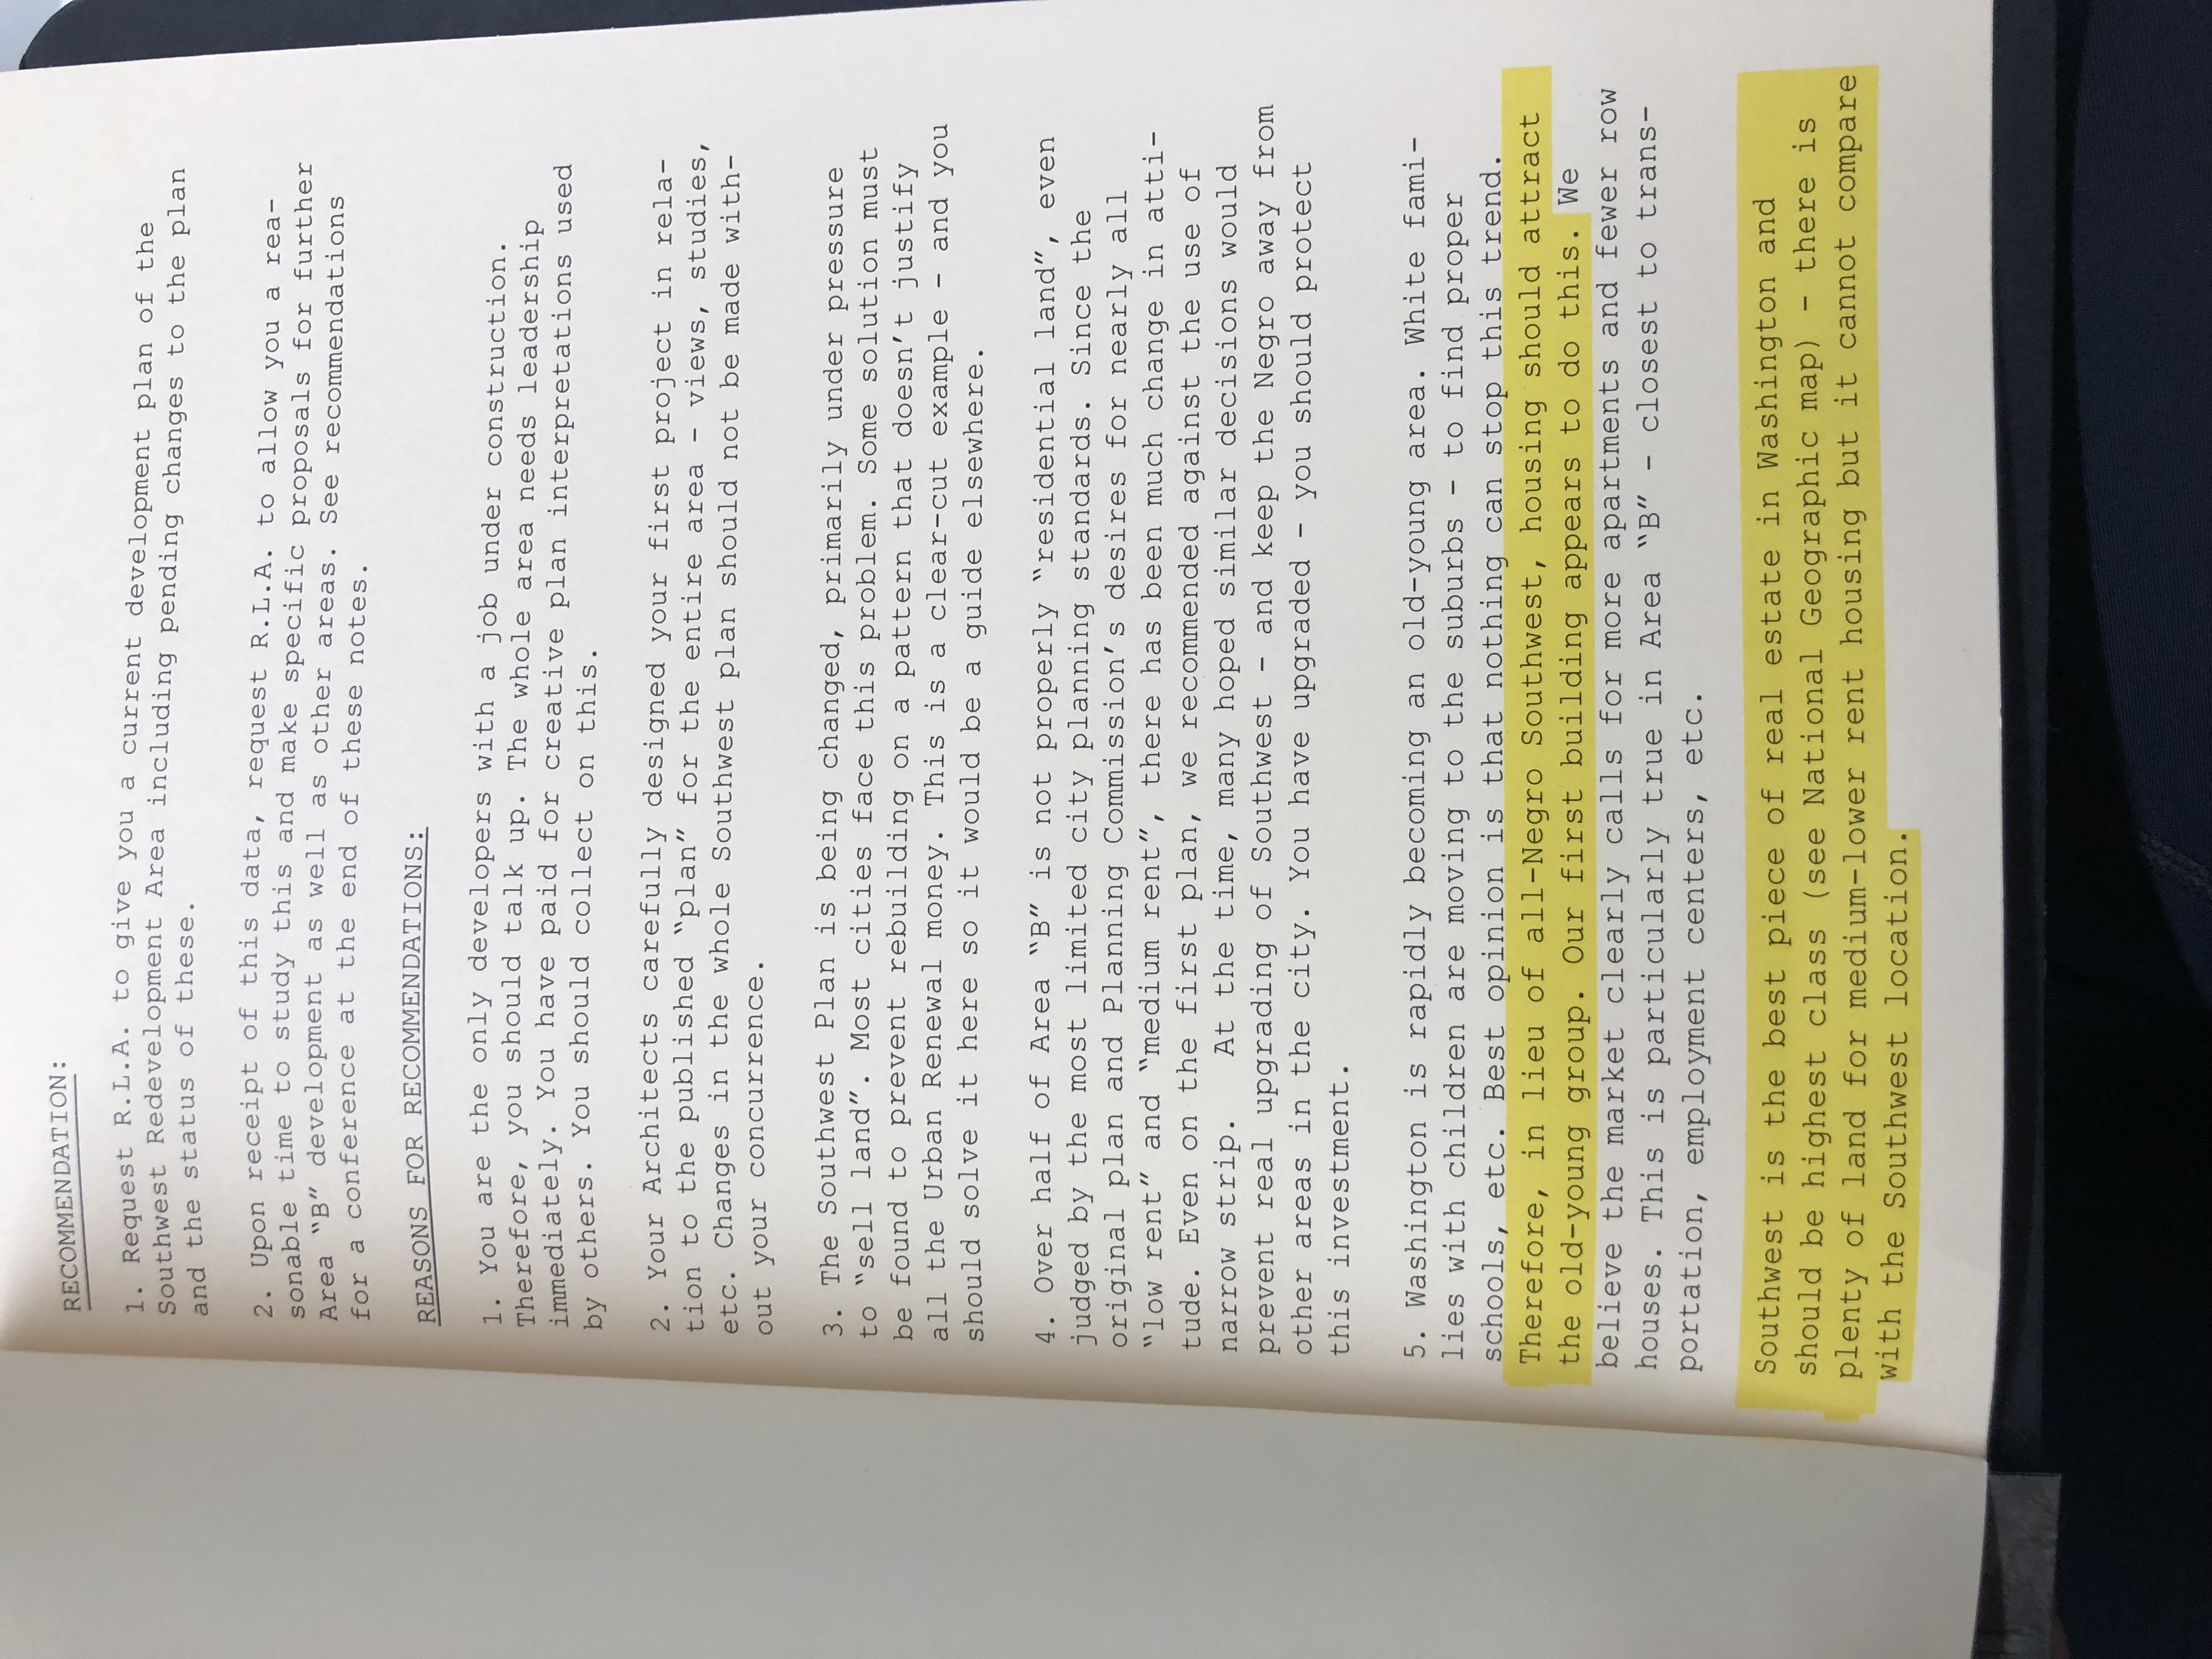 RECOMMENDATION:
1. Request R.L.A. to give you a current development plan of the
Southwest Redevelopment Area including pending changes to the plan
and the status of these.
2. Upon receipt of this data, request R.L.A. to allow you a rea-
sonable time to study this and make specific proposals for further
Area “B” development as well as other areas. See recommendations
for a conference at the end of these notes.
REASONS FOR RECOMMENDATIONS:
1. You are the only developers with a job under construction.
Therefore, you should talk up. The whole area needs leadership
immediately. You have paid for creative plan interpretations used
by others. You should collect on this.
2. Your Architects carefully designed your first project in rela-
tion to the published “plan” for the entire area - views, studies,
etc. Changes in the whole Southwest plan should not be made with-
out your concurrence.
3. The Southwest Plan is being changed, primarily under pressure
to “sell land”. Most cities face this problem. Some solution must
be found to prevent rebuilding on a pattern that doesn’t justify
all the Urban Renewal money. This is a clear-cut example - and you
should solve it here so it would be a guide elsewhere.
4. Over half of Area “B” is not properly “residential land”, even
judged by the most limited city planning standards. Since the
original plan and Planning Commission’s desires for nearly all
“low rent” and “medium rent”, there has been much change in atti-
tude. Even on the first plan, we recommended against the use of
narrow strip. At the time, many hoped similar decisions would
prevent real upgrading of Southwest - and keep the Negro away from
other areas in the city. You have upgraded - you should protect
this investment.
5. Washington is rapidly becoming an old-young area. White fami-
lies with children are moving to the suburbs - to find proper
schools, etc. Best opinion is that nothing can stop this trend.
Therefore, in lieu of all-Negro Southwest, housing should attract
the old-young group. Our first building appears to do this. We
believe the market clearly calls for more apartments and fewer row
houses. This is particularly true in Area “B” - closest to trans-
portation, employment centers, etc.
Southwest is the best piece of real estate in Washington and
should be highest class (see National Geographic map) - there is
plenty of land for medium-lower rent housing but it cannot compare
with the Southwest location.